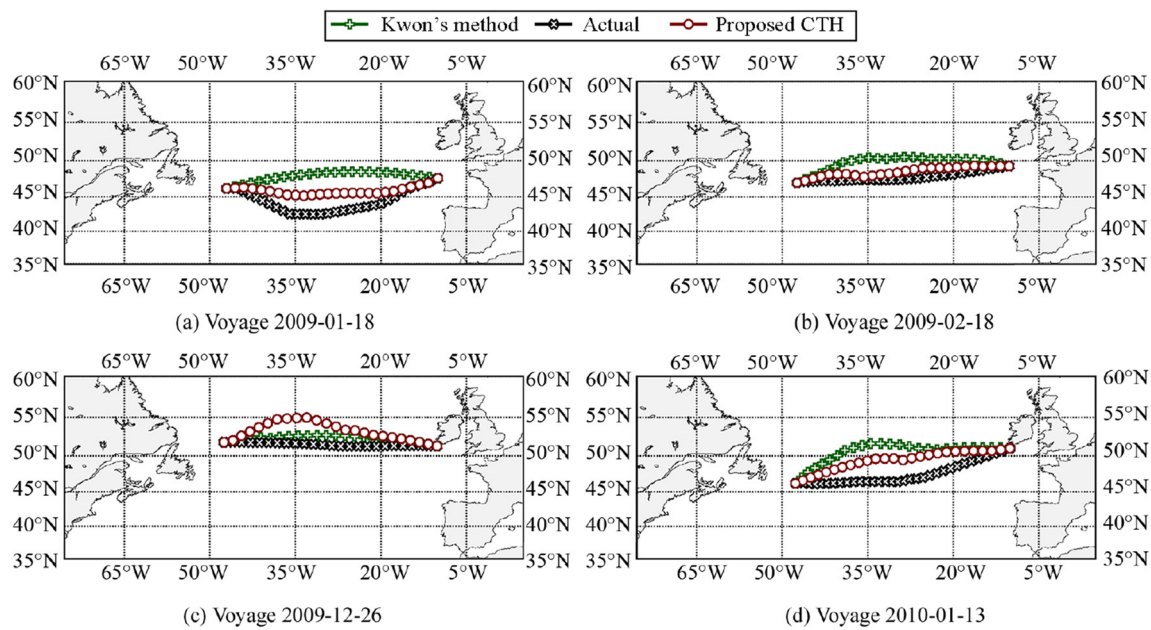 Kwon's method Actual Proposed CTH
65°W 50°W 35°W 20°W 5°W 65°W 50°W 35°W 20°W 5°W
60°N 60°N 60°N 60°N
55°N 55°N 55°N 55°N
50°N 50°N 50°N 50°N
45°N 45°N 45°N 45°N
40°N 40°N 40°N 40°N
35°N 35°N 35°N 35°N
65°W 50°W 35°W 20°W 5°W 65°W 50°W 35°W 20°W 5°W
(a) Voyage 2009-01-18 (b) Voyage 2009-02-18
65°W 50°W 35°W 20°W 5°W 65°W 50°W 35°W 20°W 5°W
60°N 60°N 60°N 60°N
55°N 55°N 55°N 55°N
50°N 50°N 50°N 50°N
45°N 45°N 45°N 45°N
40°N 40°N 40°N 40°N
35°N 35°N 35°N 35°N
65°W 50°W 35°W 20°W 5°W 65°W 50°W 35°W 20°W 5°W
(c) Voyage 2009-12-26 (d) Voyage 2010-01-13